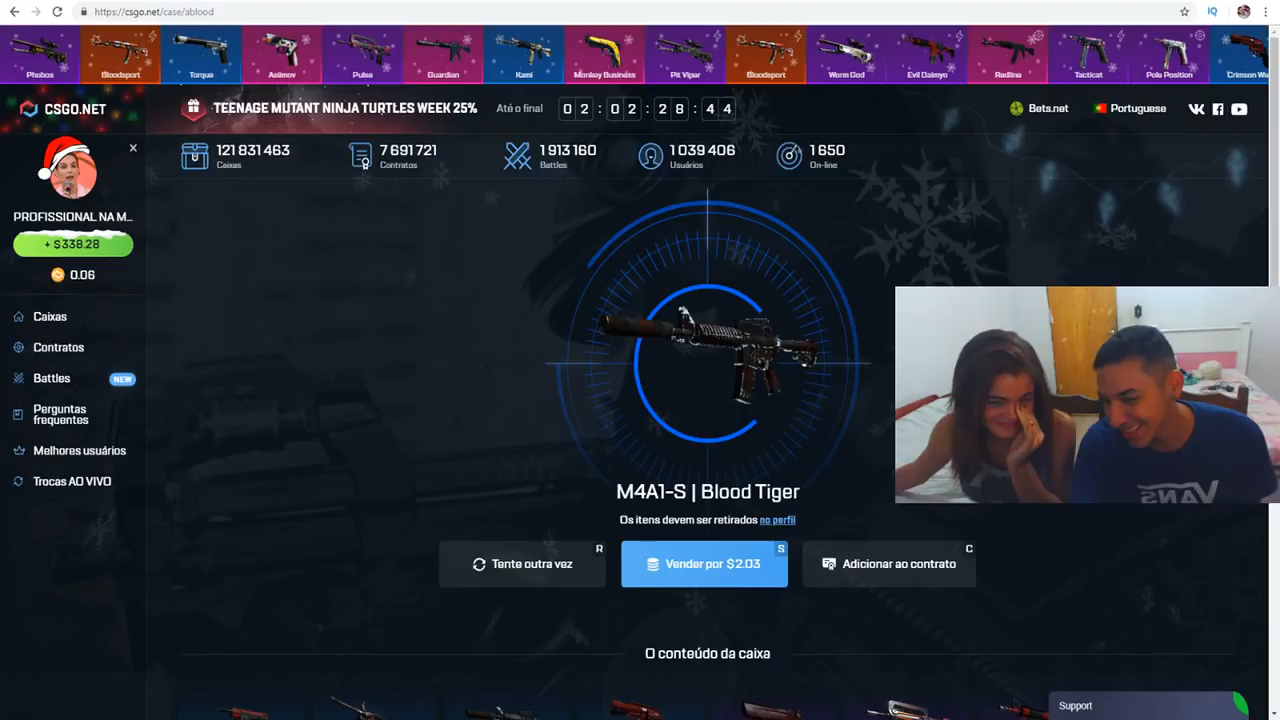 https://csgo.net/case/ablood
Phobos
Bloodsport
Torque
Asiimov
Pulse
Guardian
Kami
Monkey Business
Pit Viper
Bloodsport
Worm God
Evil Daimyo
Redline
Tacticat
Pole Position
Crimson We
CSGO.NET
TEENAGE MUTANT NINJA TURTLES WEEK 25%
Até o final
02:02:28:44
Bets.net
Portuguese
121 831 463
Caixas
7 691 721
Contratos
1 913 160
Battles
1 039 406
Usuários
1 650
On-line
PROFISSIONAL NA M...
+ $338.28
0.06
Caixas
Contratos
Battles NEW
Perguntas
frequentes
Melhores usuários
Trocas AO VIVO
M4A1-S | Blood Tiger
Os itens devem ser retirados no perfil
Tente outra vez R
Vender por $2.03 S
Adicionar ao contrato C
O conteúdo da caixa
Support
VANS